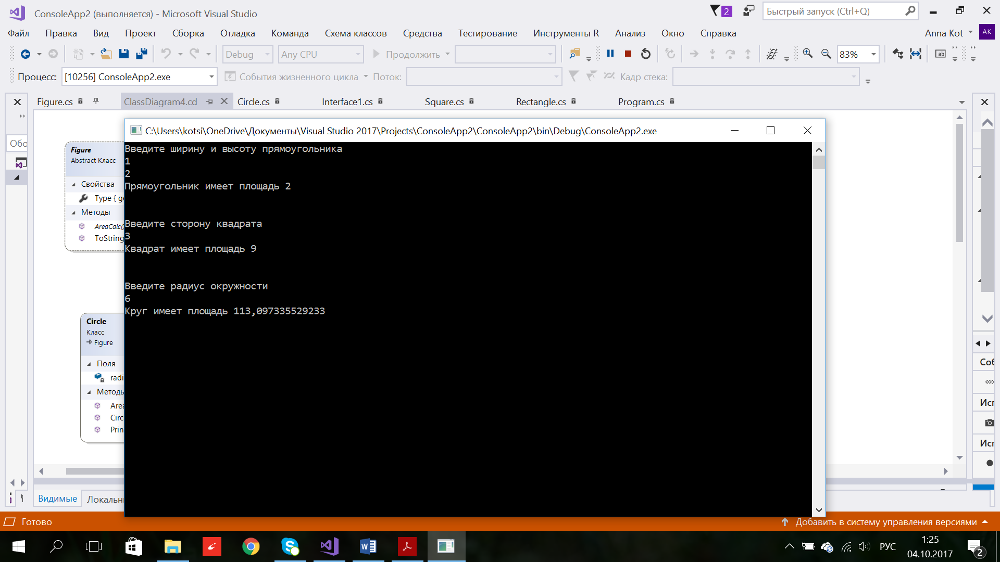 ConsoleApp2 (выполняется) - Microsoft Visual Studio
2
Быстрый запуск (Ctrl+Q)
Файл Правка Вид Проект Сборка Отладка Команда Схема классов Средства Тестирование Инструменты R Анализ Окно Справка
Anna Kot
AK
Debug
Any CPU
Продолжить
83%
Процесс: [10256] ConsoleApp2.exe События жизненного цикла Поток: Кадр стека:
Figure.cs ClassDiagram4.cd Circle.cs Interface1.cs Square.cs Rectangle.cs Program.cs
C:\Users\kotsi\OneDrive\Документы\Visual Studio 2017\Projects\ConsoleApp2\ConsoleApp2\bin\Debug\ConsoleApp2.exe
Введите ширину и высоту прямоугольника
1
2
Прямоугольник имеет площадь 2
Введите сторону квадрата
3
Квадрат имеет площадь 9
Введите радиус окружности
6
Круг имеет площадь 113,097335529233
Обо
Figure
Abstract Класс
Свойства
Type { g
Методы
AreaCalc()
ToString
Circle
Класс
Figure
Поля
radi
Методы
Area
Circ
Prin
Соб
Исп
Исп
Видимые
Локальн
Готово
Добавить в систему управления версиями
РУС
1:25
04.10.2017
2